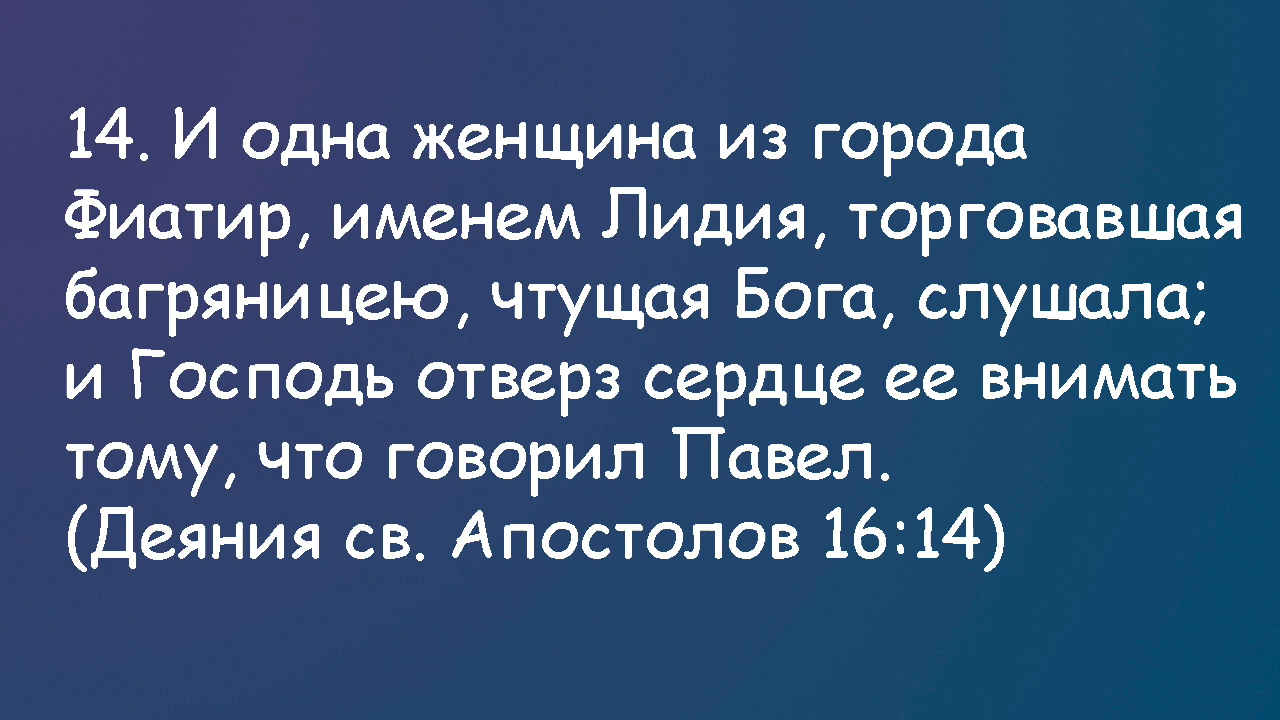 14. И одна женщина из города
Фиатир, именем Лидия, торговавшая
багряницею, чтущая Бога, слушала;
и Господь отверз сердце ее внимать
тому, что говорил Павел.
(Деяния св. Апостолов 16:14)